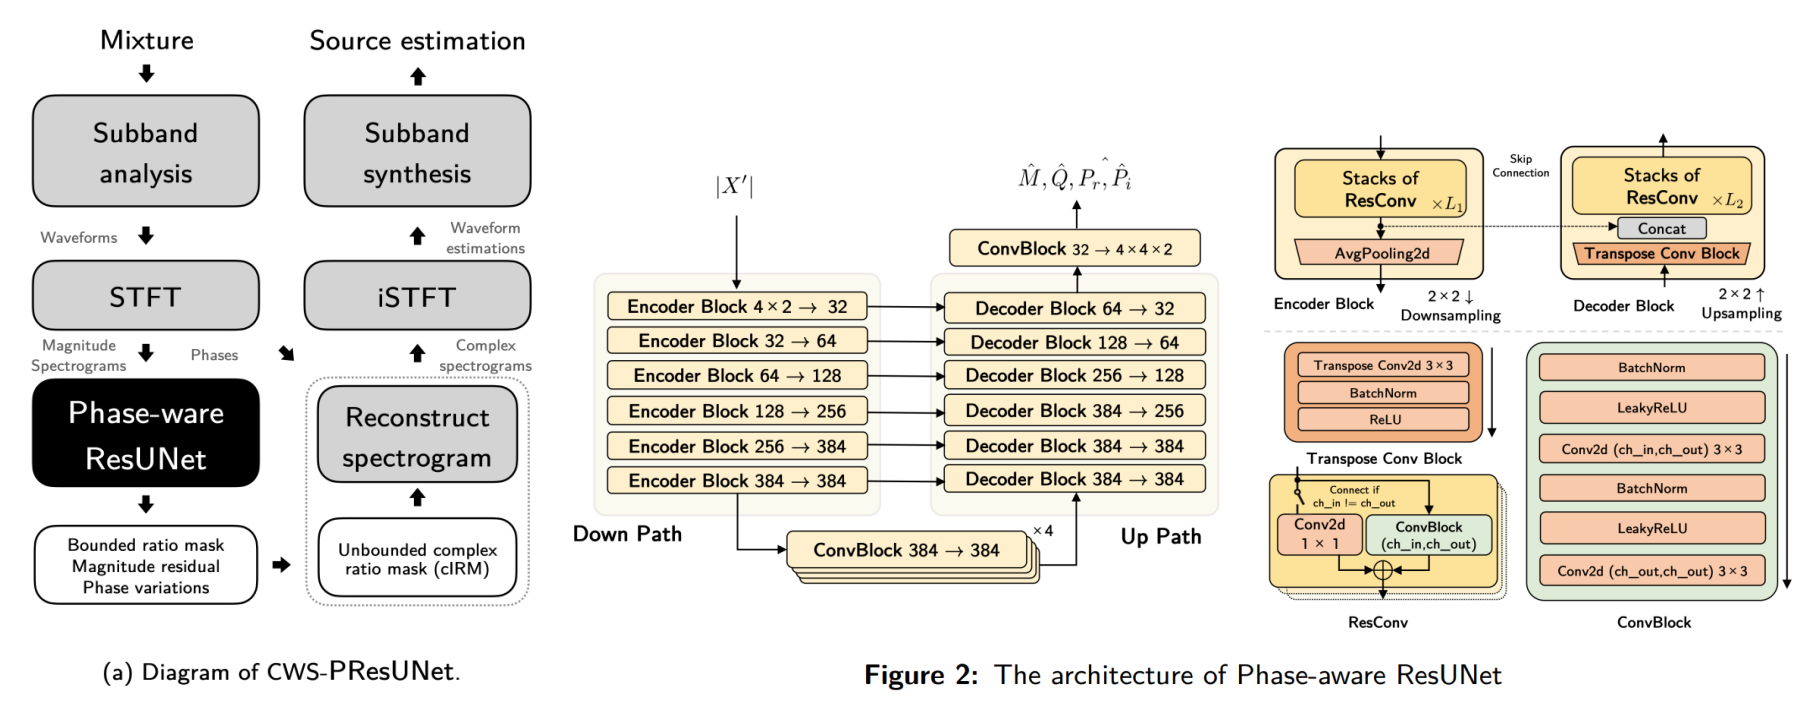 Mixture
Subband
analysis
Waveforms
STFT
Magnitude
Spectrograms
Phases
Phase-ware
ResUNet
Bounded ratio mask
Magnitude residual
Phase variations
Source estimation
Subband
synthesis
Waveform
estimations
iSTFT
Complex
spectrograms
Reconstruct
spectrogram
Unbounded complex
ratio mask (cIRM)
(a) Diagram of CWS-PResUNet.
|X′|
Encoder Block 4×2 → 32
Encoder Block 32 → 64
Encoder Block 64 → 128
Encoder Block 128 → 256
Encoder Block 256 → 384
Encoder Block 384 → 384
Down Path
ConvBlock 384 → 384
×4
M̂, Q̂, P̂_r, P̂_i
ConvBlock 32 → 4×4×2
Decoder Block 64 → 32
Decoder Block 128 → 64
Decoder Block 256 → 128
Decoder Block 384 → 256
Decoder Block 384 → 384
Decoder Block 384 → 384
Up Path
Stacks of
ResConv ×L₁
AvgPooling2d
Encoder Block
2×2 ↓
Downsampling
Skip
Connection
Stacks of
ResConv ×L₂
Concat
Transpose Conv Block
Decoder Block
2×2 ↑
Upsampling
Transpose Conv2d 3×3
BatchNorm
ReLU
Transpose Conv Block
Connect if
ch_in != ch_out
Conv2d
1 × 1
ConvBlock
(ch_in,ch_out)
ResConv
BatchNorm
LeakyReLU
Conv2d (ch_in,ch_out) 3×3
BatchNorm
LeakyReLU
Conv2d (ch_out,ch_out) 3×3
ConvBlock
Figure 2: The architecture of Phase-aware ResUNet